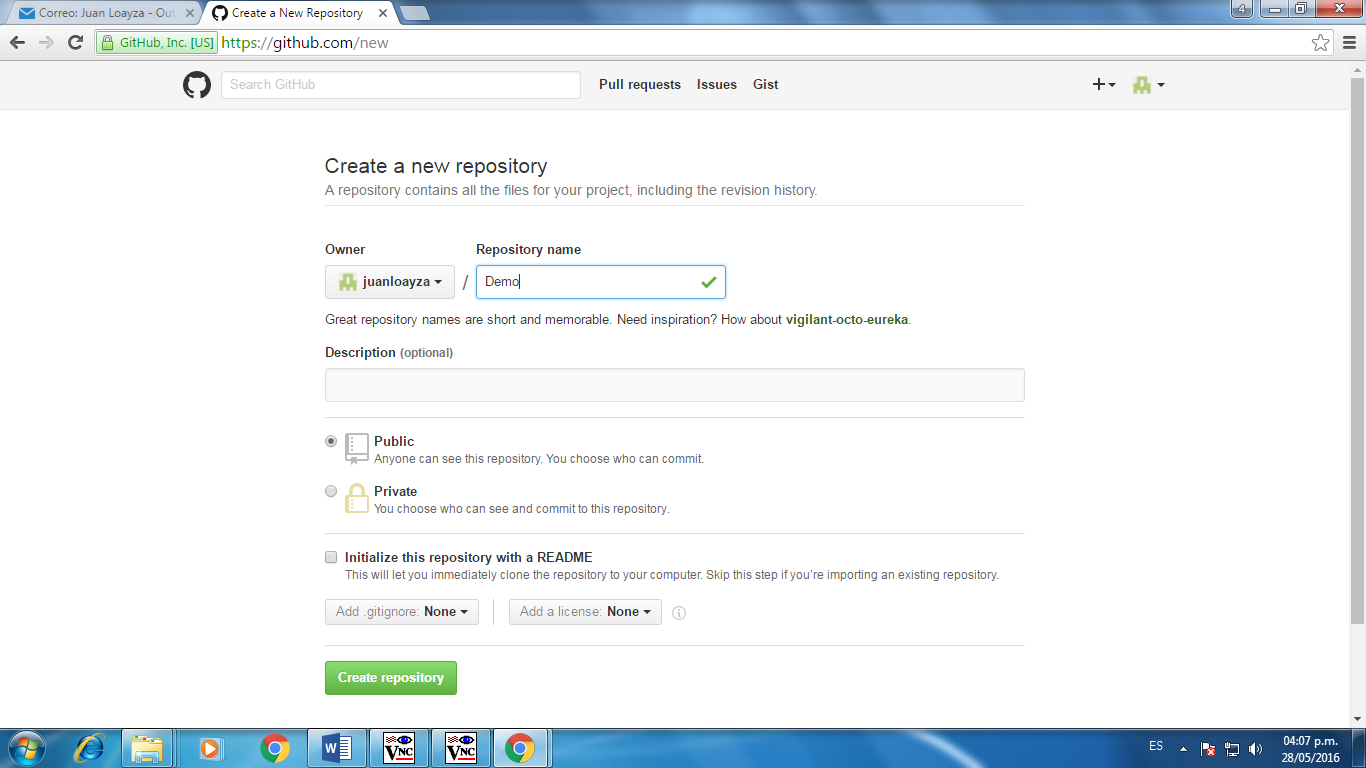 Correo: Juan Loayza - Out
Create a New Repository
4
GitHub, Inc. [US] https://github.com/new
Search GitHub
Pull requests Issues Gist
Create a new repository
A repository contains all the files for your project, including the revision history.
Owner Repository name
juanloayza / Demo
Great repository names are short and memorable. Need inspiration? How about vigilant-octo-eureka.
Description (optional)
Public
Anyone can see this repository. You choose who can commit.
Private
You choose who can see and commit to this repository.
Initialize this repository with a README
This will let you immediately clone the repository to your computer. Skip this step if you're importing an existing repository.
Add .gitignore: None Add a license: None
Create repository
W
VNC
VNC
ES
04:07 p.m.
28/05/2016